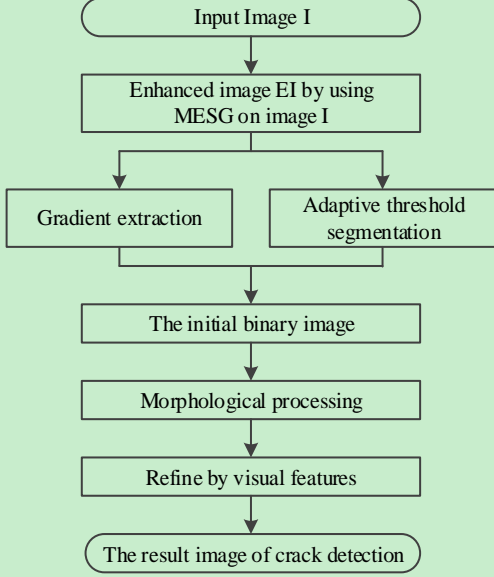 Input Image I
Enhanced image EI by using
MESG on image I
Gradient extraction
Adaptive threshold
segmentation
The initial binary image
Morphological processing
Refine by visual features
The result image of crack detection